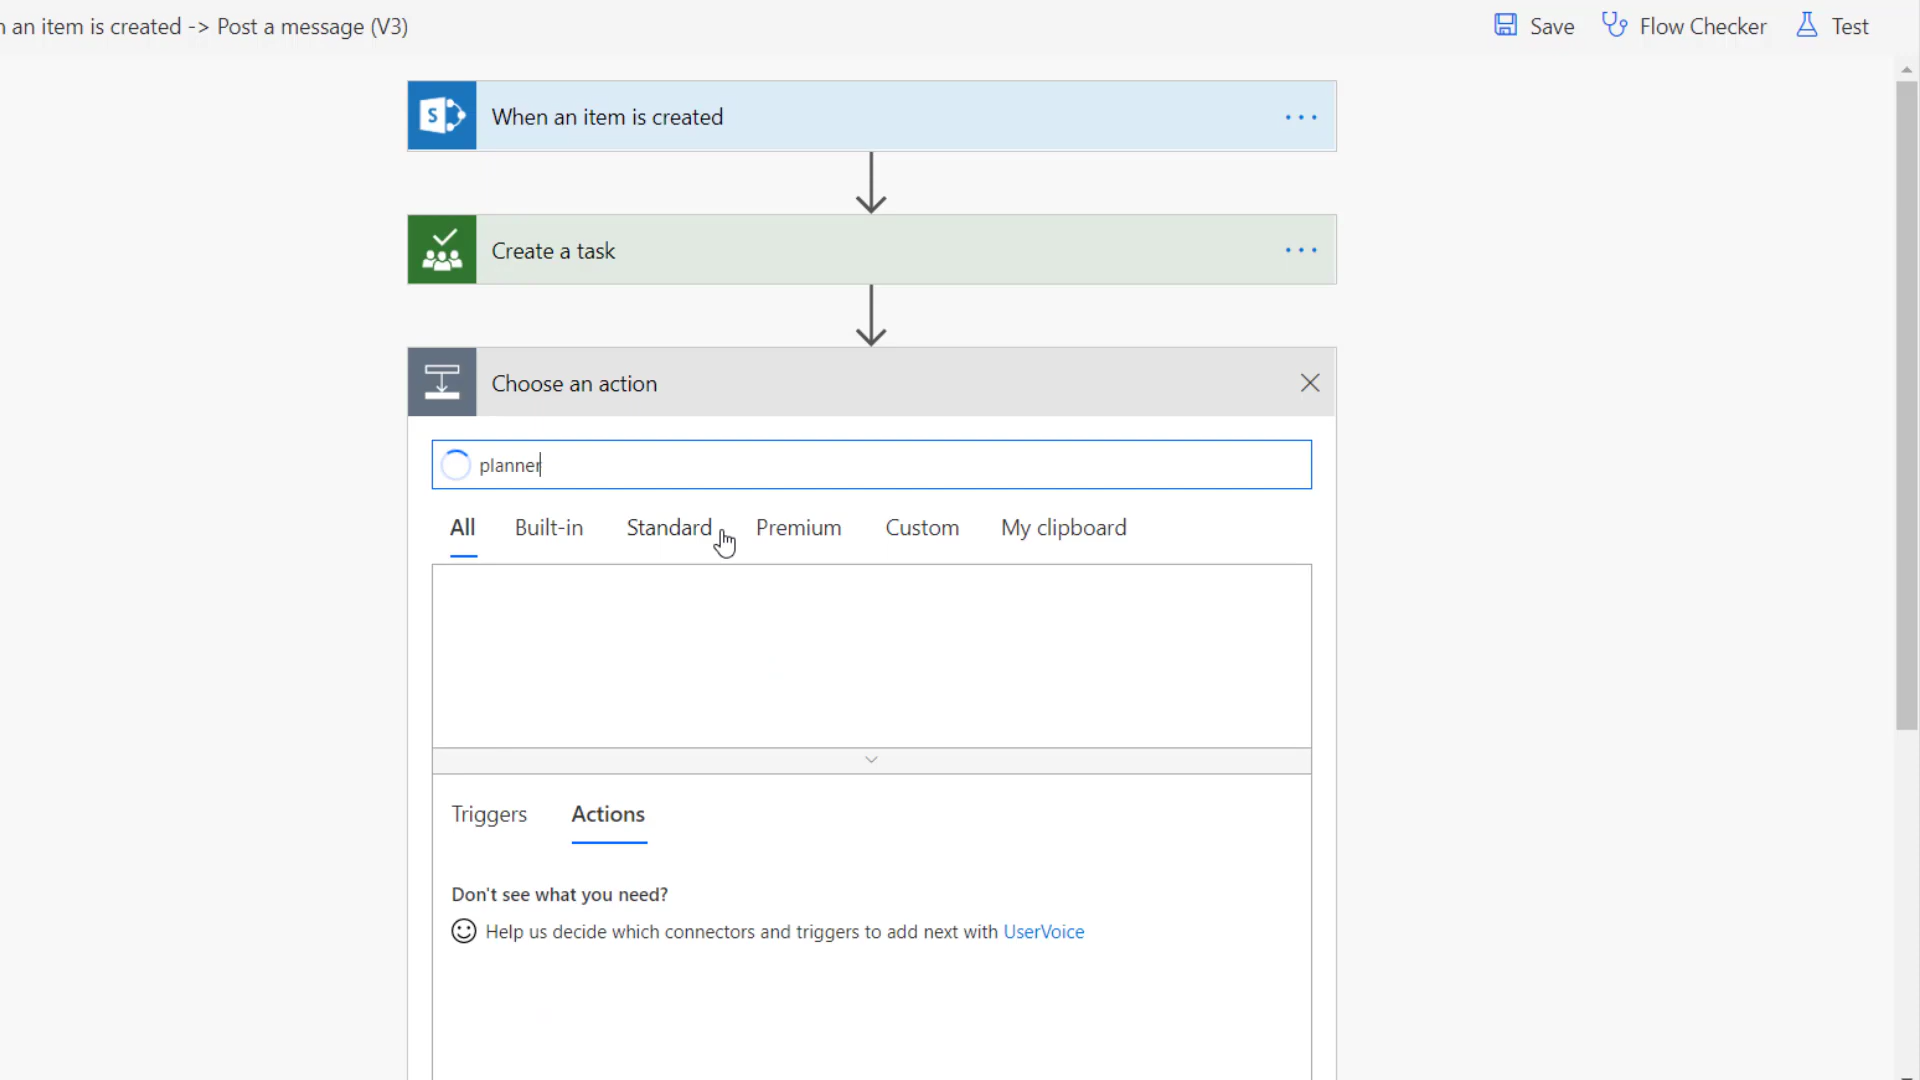 n an item is created -> Post a message (V3)
Save
Flow Checker
Test
S
When an item is created
Create a task
Choose an action
planner
All
Built-in
Standard
Premium
Custom
My clipboard
Triggers
Actions
Don't see what you need?
Help us decide which connectors and triggers to add next with UserVoice